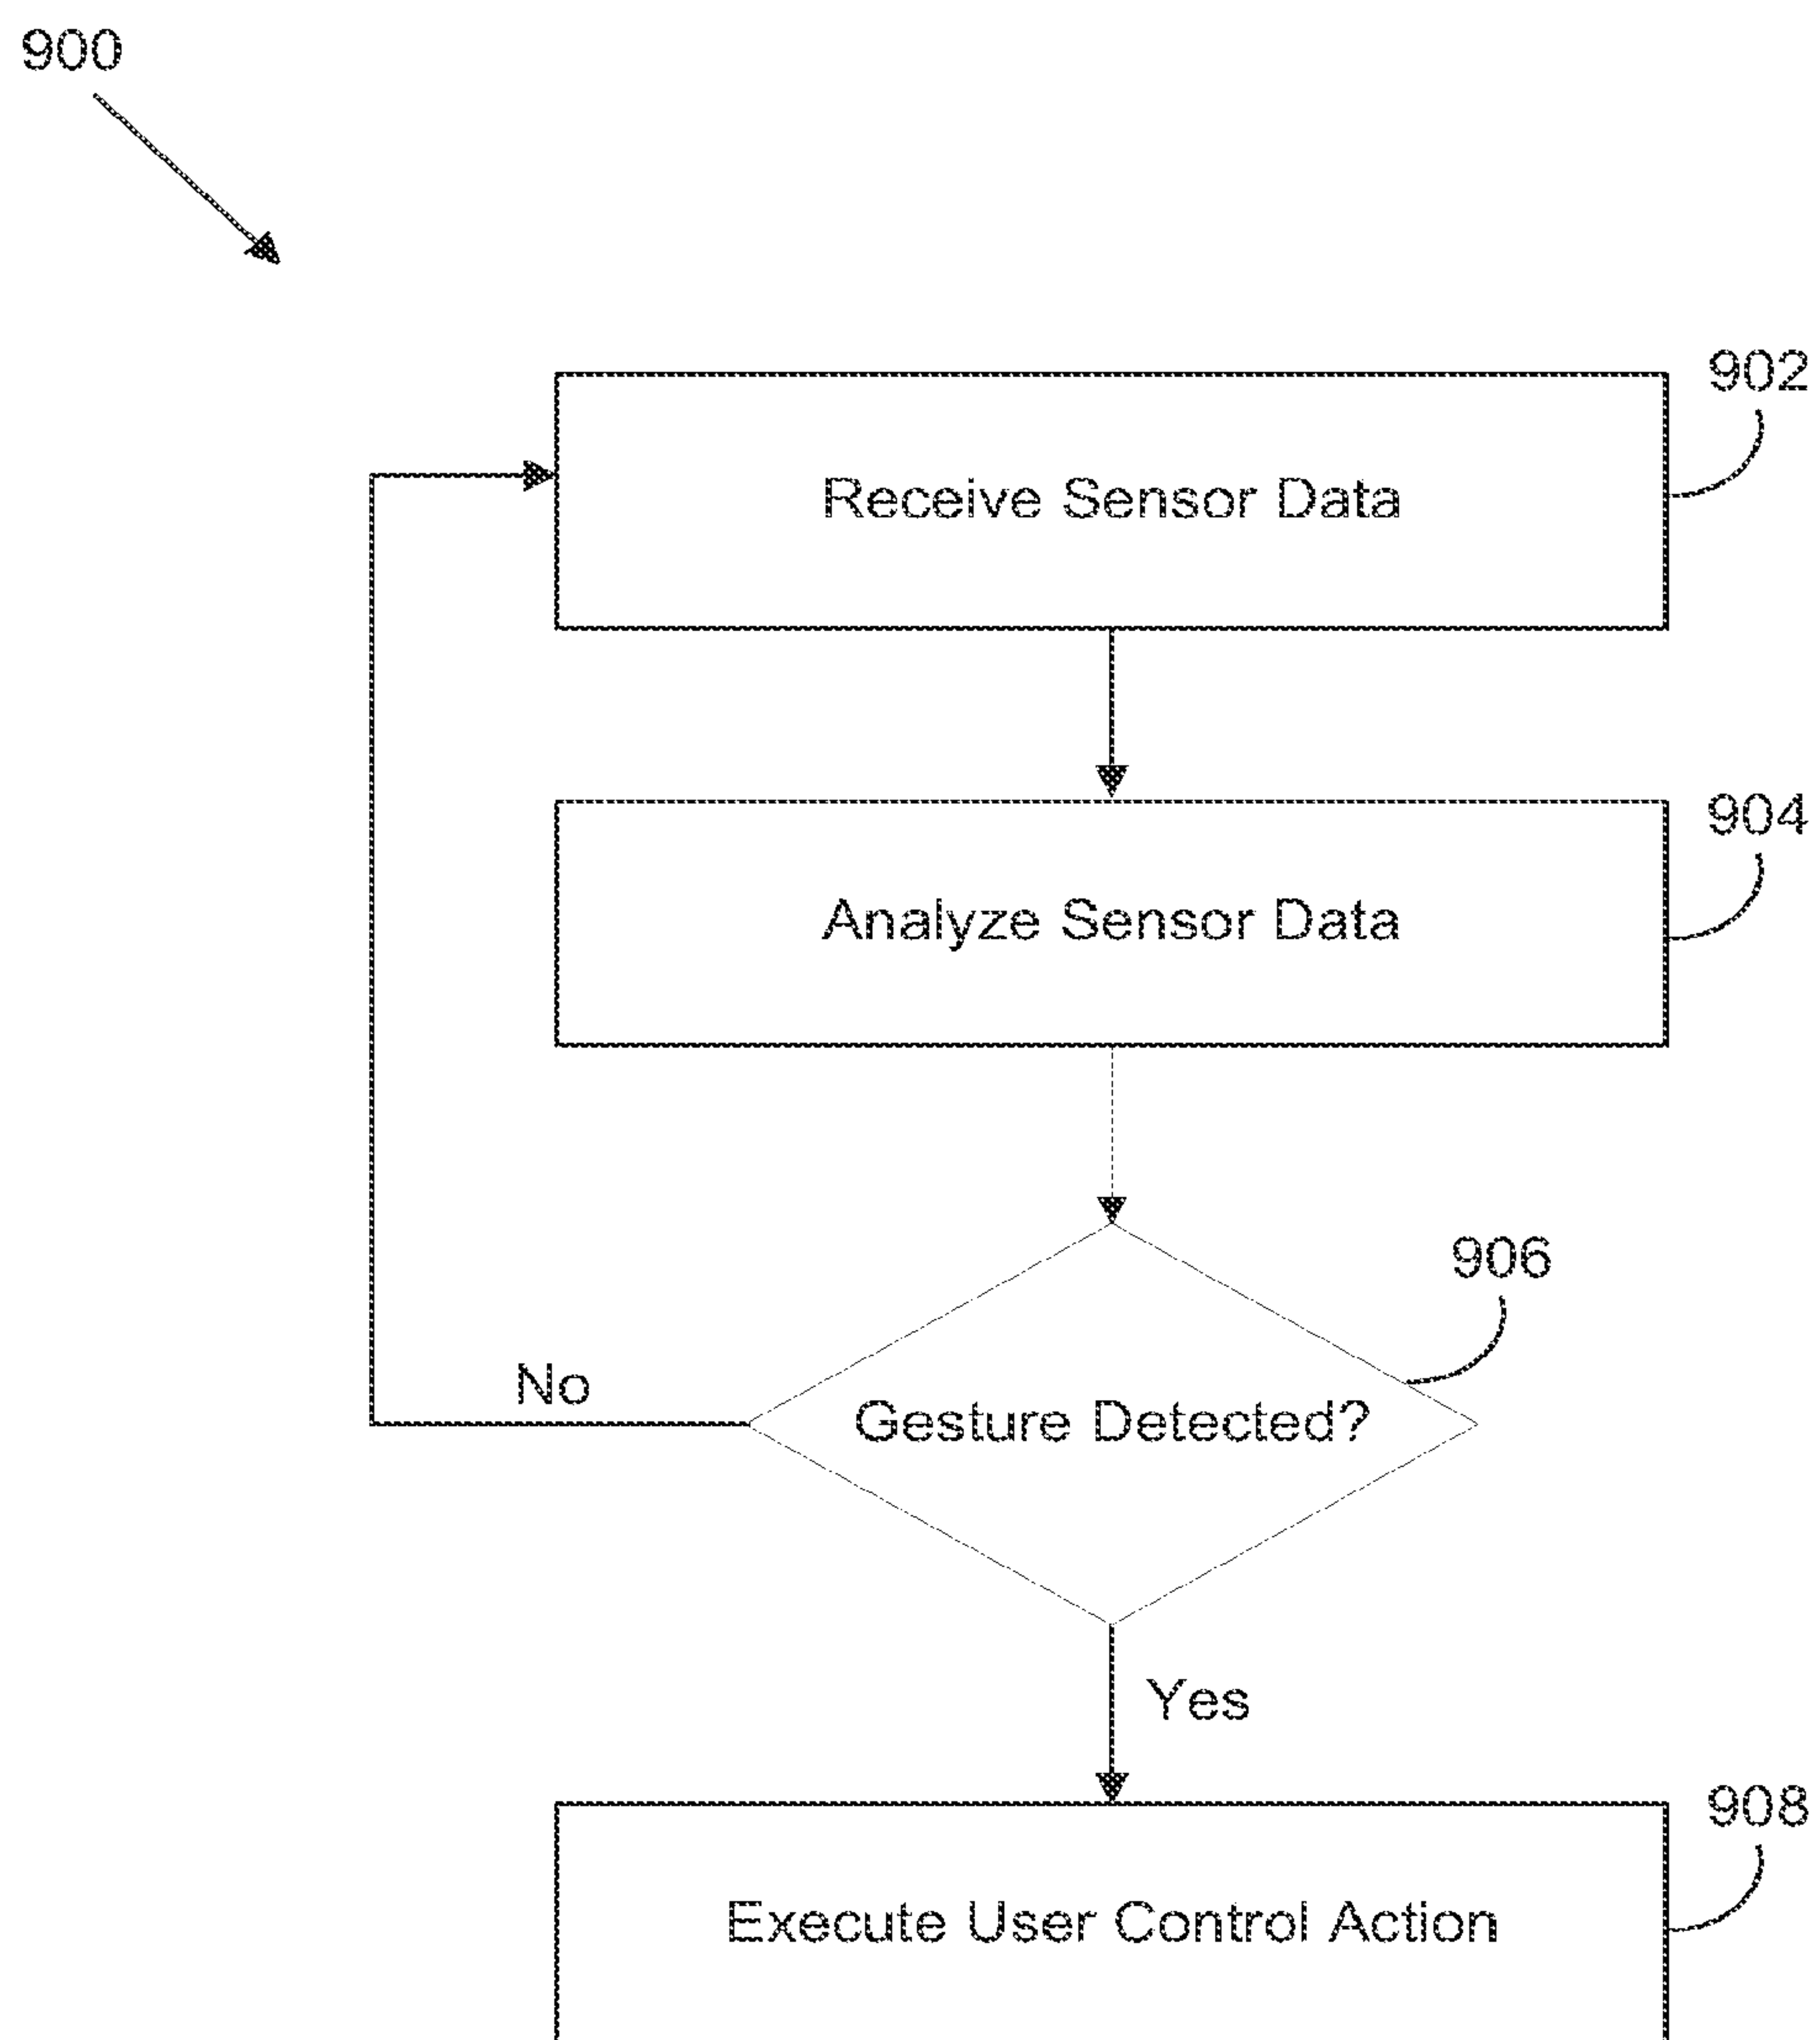 900
902
Receive Sensor Data
904
Analyze Sensor Data
906
No
Gesture Detected?
Yes
908
Execute User Control Action